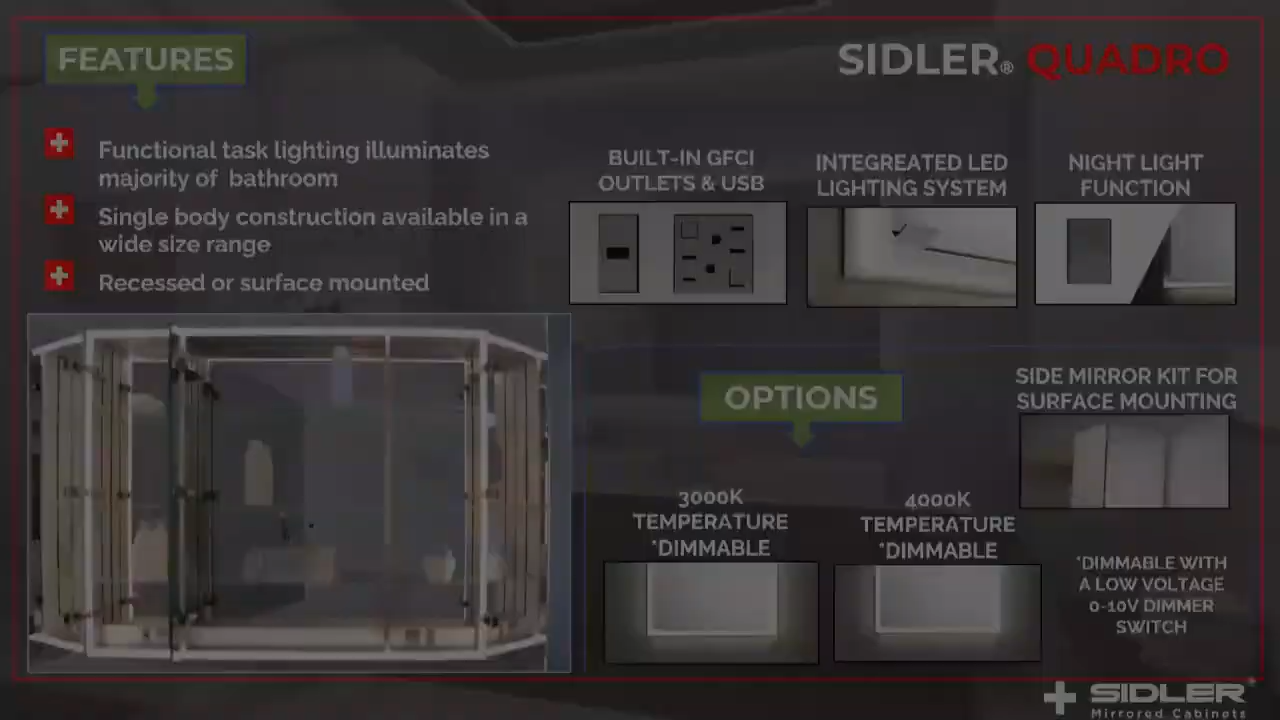 FEATURES
SIDLER® QUADRO
Functional task lighting illuminates
majority of bathroom
Single body construction available in a
wide size range
Recessed or surface mounted
BUILT-IN GFCI
OUTLETS & USB
INTEGREATED LED
LIGHTING SYSTEM
NIGHT LIGHT
FUNCTION
OPTIONS
SIDE MIRROR KIT FOR
SURFACE MOUNTING
3000K
TEMPERATURE
*DIMMABLE
4000K
TEMPERATURE
*DIMMABLE
*DIMMABLE WITH
A LOW VOLTAGE
0-10V DIMMER
SWITCH
SIDLER
Mirrored Cabinets